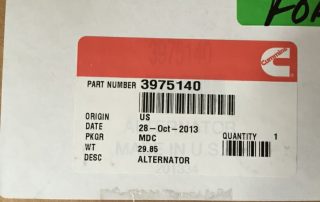 3975140
Cummins
PART NUMBER 3975140
ORIGIN US
DATE 28-Oct-2013
PKGR MDC QUANTITY 1
WT 29.85
DESC ALTERNATOR